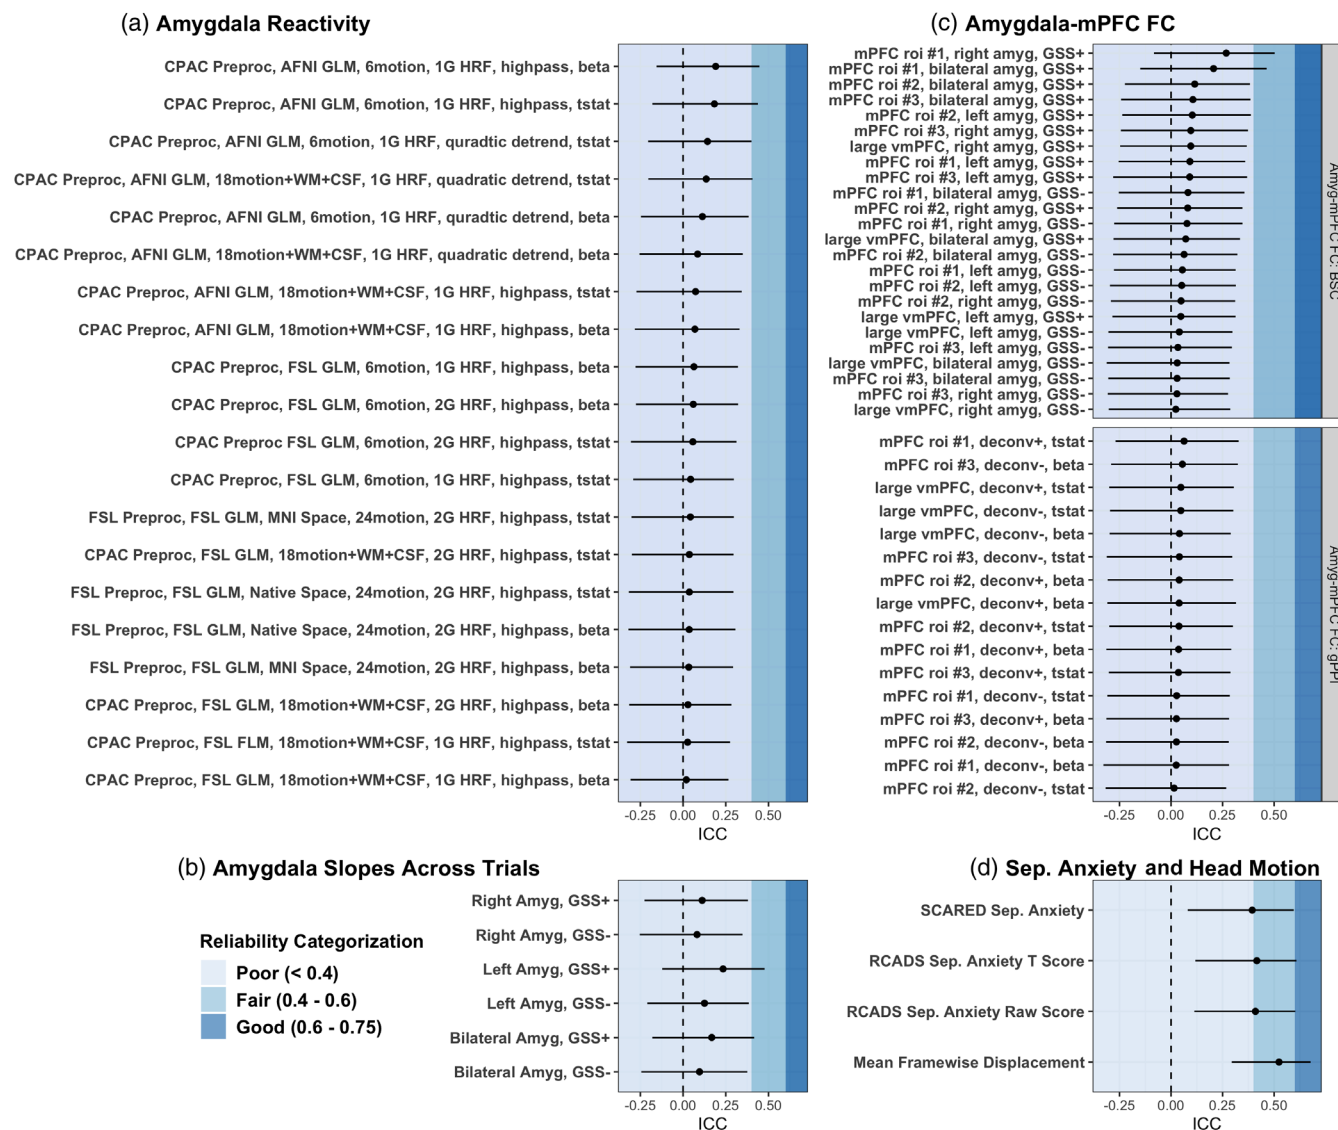 (a) Amygdala Reactivity
CPAC Preproc, AFNI GLM, 6motion, 1G HRF, highpass, beta
CPAC Preproc, AFNI GLM, 6motion, 1G HRF, highpass, tstat
CPAC Preproc, AFNI GLM, 6motion, 1G HRF, quradtic detrend, tstat
CPAC Preproc, AFNI GLM, 18motion+WM+CSF, 1G HRF, quadratic detrend, tstat
CPAC Preproc, AFNI GLM, 6motion, 1G HRF, quradtic detrend, beta
CPAC Preproc, AFNI GLM, 18motion+WM+CSF, 1G HRF, quadratic detrend, beta
CPAC Preproc, AFNI GLM, 18motion+WM+CSF, 1G HRF, highpass, tstat
CPAC Preproc, AFNI GLM, 18motion+WM+CSF, 1G HRF, highpass, beta
CPAC Preproc, FSL GLM, 6motion, 1G HRF, highpass, beta
CPAC Preproc, FSL GLM, 6motion, 2G HRF, highpass, beta
CPAC Preproc FSL GLM, 6motion, 2G HRF, highpass, tstat
CPAC Preproc, FSL GLM, 6motion, 1G HRF, highpass, tstat
FSL Preproc, FSL GLM, MNI Space, 24motion, 2G HRF, highpass, tstat
CPAC Preproc, FSL GLM, 18motion+WM+CSF, 2G HRF, highpass, tstat
FSL Preproc, FSL GLM, Native Space, 24motion, 2G HRF, highpass, tstat
FSL Preproc, FSL GLM, Native Space, 24motion, 2G HRF, highpass, beta
FSL Preproc, FSL GLM, MNI Space, 24motion, 2G HRF, highpass, beta
CPAC Preproc, FSL GLM, 18motion+WM+CSF, 2G HRF, highpass, beta
CPAC Preproc, FSL FLM, 18motion+WM+CSF, 1G HRF, highpass, tstat
CPAC Preproc, FSL GLM, 18motion+WM+CSF, 1G HRF, highpass, beta
-0.25 0.00 0.25 0.50
ICC
(c) Amygdala-mPFC FC
mPFC roi #1, right amyg, GSS+
mPFC roi #1, bilateral amyg, GSS+
mPFC roi #2, bilateral amyg, GSS+
mPFC roi #3, bilateral amyg, GSS+
mPFC roi #2, left amyg, GSS+
mPFC roi #3, right amyg, GSS+
large vmPFC, right amyg, GSS+
mPFC roi #1, left amyg, GSS+
mPFC roi #3, left amyg, GSS+
mPFC roi #1, bilateral amyg, GSS-
mPFC roi #2, right amyg, GSS+
mPFC roi #1, right amyg, GSS-
large vmPFC, bilateral amyg, GSS+
mPFC roi #2, bilateral amyg, GSS-
mPFC roi #1, left amyg, GSS-
mPFC roi #2, left amyg, GSS-
mPFC roi #2, right amyg, GSS-
large vmPFC, left amyg, GSS+
large vmPFC, left amyg, GSS-
mPFC roi #3, left amyg, GSS-
large vmPFC, bilateral amyg, GSS-
mPFC roi #3, bilateral amyg, GSS-
mPFC roi #3, right amyg, GSS-
large vmPFC, right amyg, GSS-
Amyg-mPFC FC: BSC
mPFC roi #1, deconv+, tstat
mPFC roi #3, deconv-, beta
large vmPFC, deconv+, tstat
large vmPFC, deconv-, tstat
large vmPFC, deconv-, beta
mPFC roi #3, deconv-, tstat
mPFC roi #2, deconv+, beta
large vmPFC, deconv+, beta
mPFC roi #2, deconv+, tstat
mPFC roi #1, deconv+, beta
mPFC roi #3, deconv+, tstat
mPFC roi #1, deconv-, tstat
mPFC roi #3, deconv+, beta
mPFC roi #2, deconv-, beta
mPFC roi #1, deconv-, beta
mPFC roi #2, deconv-, tstat
Amyg-mPFC FC: gPPI
-0.25 0.00 0.25 0.50
ICC
(b) Amygdala Slopes Across Trials
Right Amyg, GSS+
Right Amyg, GSS-
Left Amyg, GSS+
Left Amyg, GSS-
Bilateral Amyg, GSS+
Bilateral Amyg, GSS-
-0.25 0.00 0.25 0.50
ICC
Reliability Categorization
Poor (< 0.4)
Fair (0.4 - 0.6)
Good (0.6 - 0.75)
(d) Sep. Anxiety and Head Motion
SCARED Sep. Anxiety
RCADS Sep. Anxiety T Score
RCADS Sep. Anxiety Raw Score
Mean Framewise Displacement
-0.25 0.00 0.25 0.50
ICC